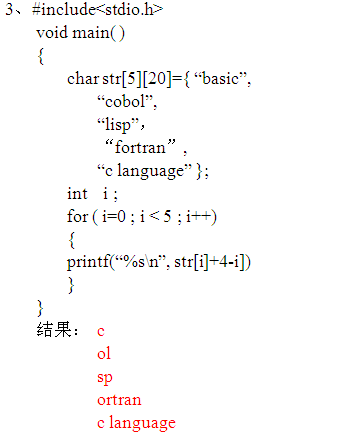 3、#include<stdio.h>
void main( )
{
char str[5][20]={ “basic”,
“cobol”,
“lisp”，
“fortran” ,
“c language” };
int i ;
for ( i=0 ; i < 5 ; i++)
{
printf(“%s\n”, str[i]+4-i])
}
}
结果： c
ol
sp
ortran
c language